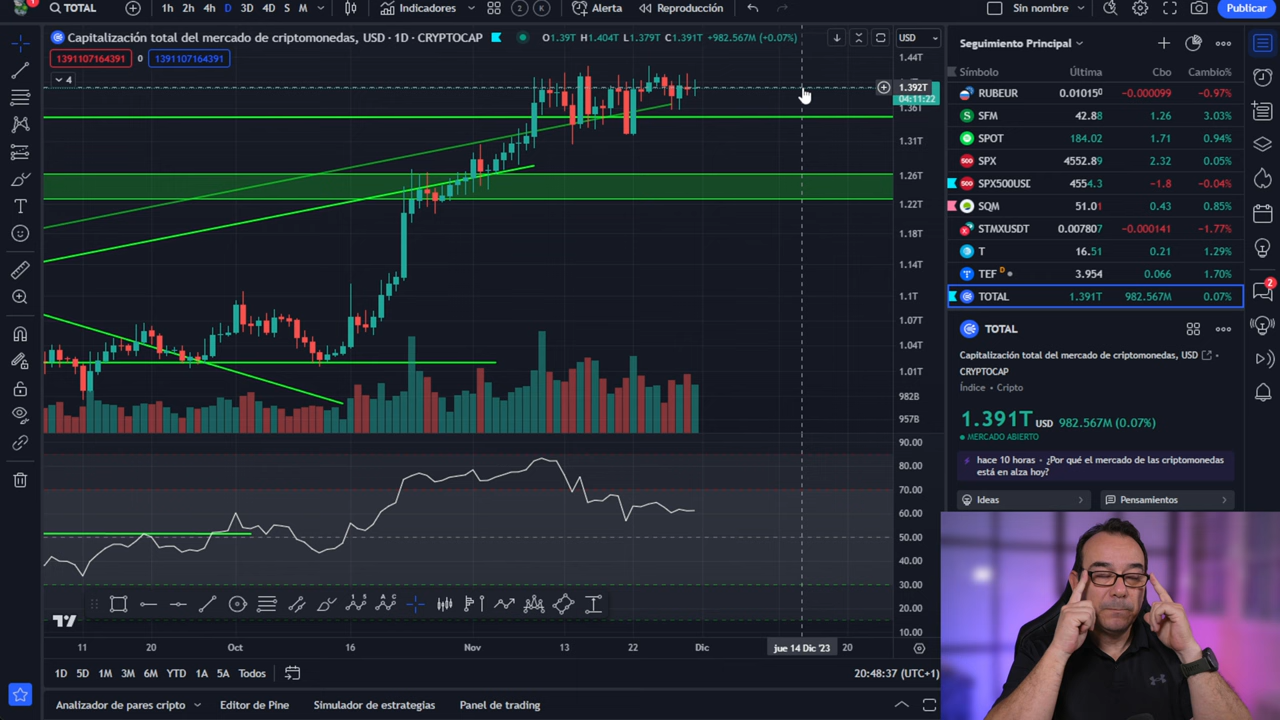 TOTAL
1h 2h 4h D 3D 4D S M
Indicadores
2 K
Alerta
Reproducción
Sin nombre
Publicar
Capitalización total del mercado de criptomonedas, USD · 1D · CRYPTOCAP
O1.39T H1.404T L1.379T C1.391T +982.567M (+0.07%)
1391107164391 0 1391107164391
4
USD
1.44T
1.392T
04:11:22
1.36T
1.31T
1.26T
1.22T
1.18T
1.14T
1.1T
1.07T
1.04T
1.01T
982B
957B
90.00
80.00
70.00
60.00
50.00
40.00
30.00
20.00
10.00
11 20 Oct 16 Nov 13 22 Dic jue 14 Dic '23 20
1D 5D 1M 3M 6M YTD 1A 5A Todos
20:48:37 (UTC+1)
Analizador de pares cripto Editor de Pine Simulador de estrategias Panel de trading
Seguimiento Principal
Símbolo Última Cbo Cambio%
RUBEUR 0.010150 -0.000099 -0.97%
SFM 42.88 1.26 3.03%
SPOT 184.02 1.71 0.94%
SPX 4552.89 2.32 0.05%
SPX500USD 4554.3 -1.8 -0.04%
SQM 51.01 0.43 0.85%
STMXUSDT 0.007807 -0.000141 -1.77%
T 16.51 0.21 1.29%
TEF D 3.954 0.066 1.70%
TOTAL 1.391T 982.567M 0.07%
TOTAL
Capitalización total del mercado de criptomonedas, USD
CRYPTOCAP
Índice • Cripto
1.391T USD 982.567M (0.07%)
MERCADO ABIERTO
hace 10 horas • ¿Por qué el mercado de las criptomonedas
está en alza hoy?
Ideas
Pensamientos
2